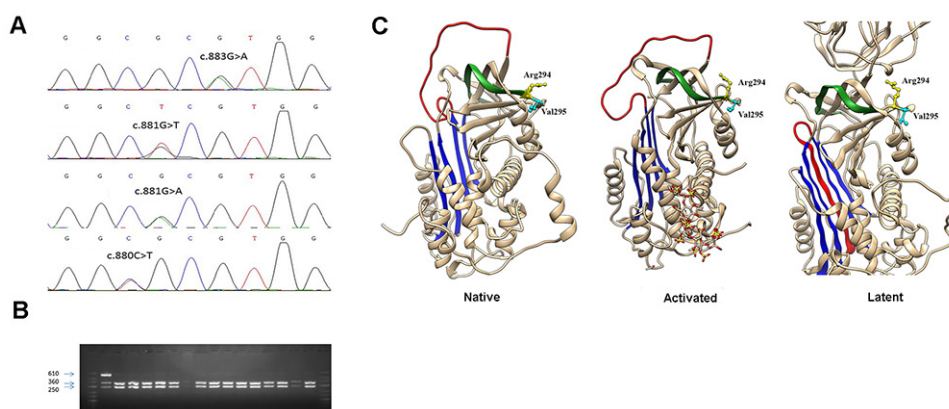 A
G G C G C G T G G
c.883G>A
G G C T C G T G G
c.881G>T
G G C G C G T G G
c.881G>A
G G C G C G T G G
c.880C>T
B
610
360
250
C
Arg294
Val295
Native
Arg294
Val295
Activated
Arg294
Val295
Latent